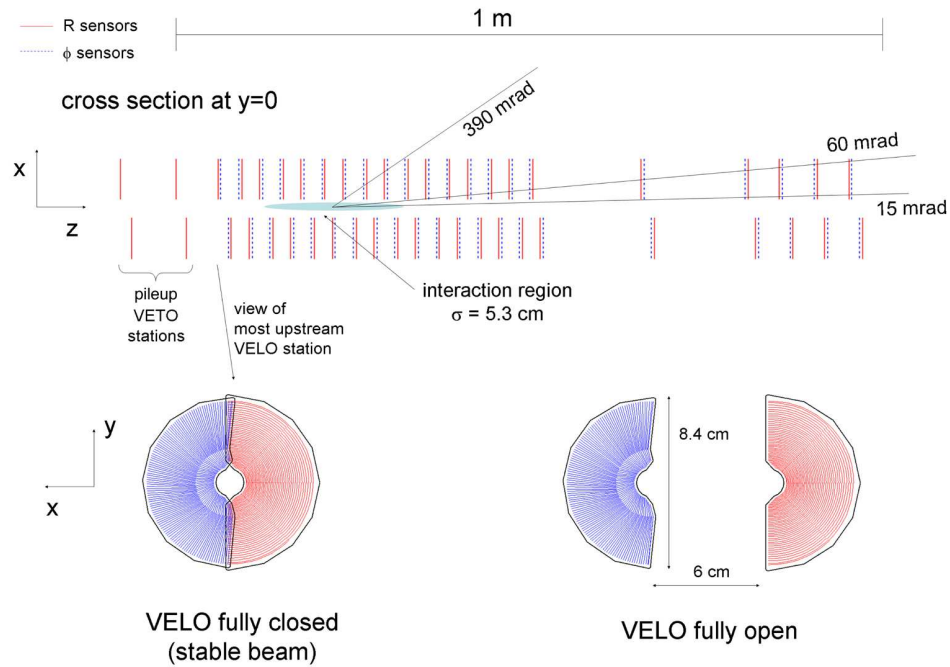 R sensors
ϕ sensors
1 m
cross section at y=0
390 mrad
60 mrad
15 mrad
x
z
pileup
VETO
stations
view of
most upstream
VELO station
interaction region
σ = 5.3 cm
y
x
8.4 cm
6 cm
VELO fully closed
(stable beam)
VELO fully open